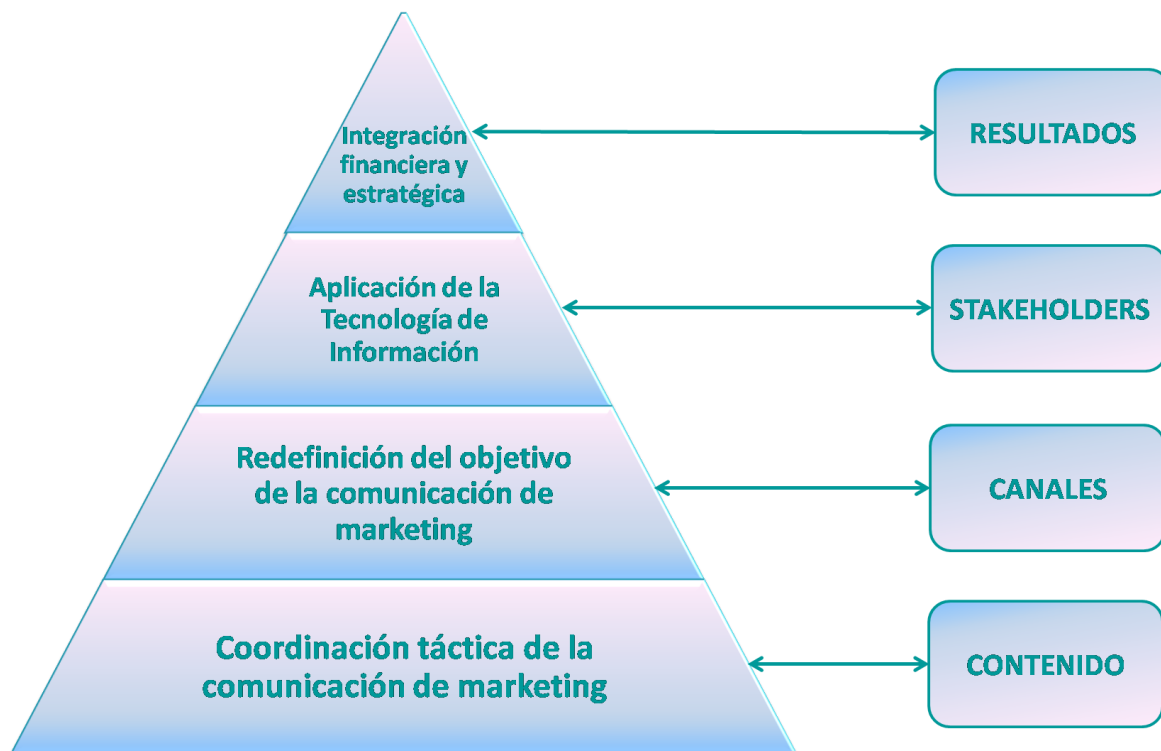 Integración
financiera y
estratégica
RESULTADOS
Aplicación de la
Tecnología de
Información
STAKEHOLDERS
Redefinición del objetivo
de la comunicación de
marketing
CANALES
Coordinación táctica de la
comunicación de marketing
CONTENIDO